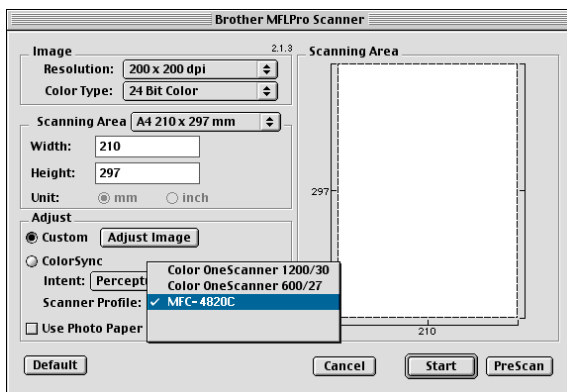 Brother MFLPro Scanner
Image
2.1.3
Resolution: 200 x 200 dpi
Color Type: 24 Bit Color
Scanning Area A4 210 x 297 mm
Width: 210
Height: 297
Unit: mm inch
Adjust
Custom Adjust Image
ColorSync
Intent:
Scanner Profile:
Use Photo Paper
Color OneScanner 1200/30
Color OneScanner 600/27
✓ MFC-4820C
Scanning Area
297
210
Default
Cancel
Start
PreScan